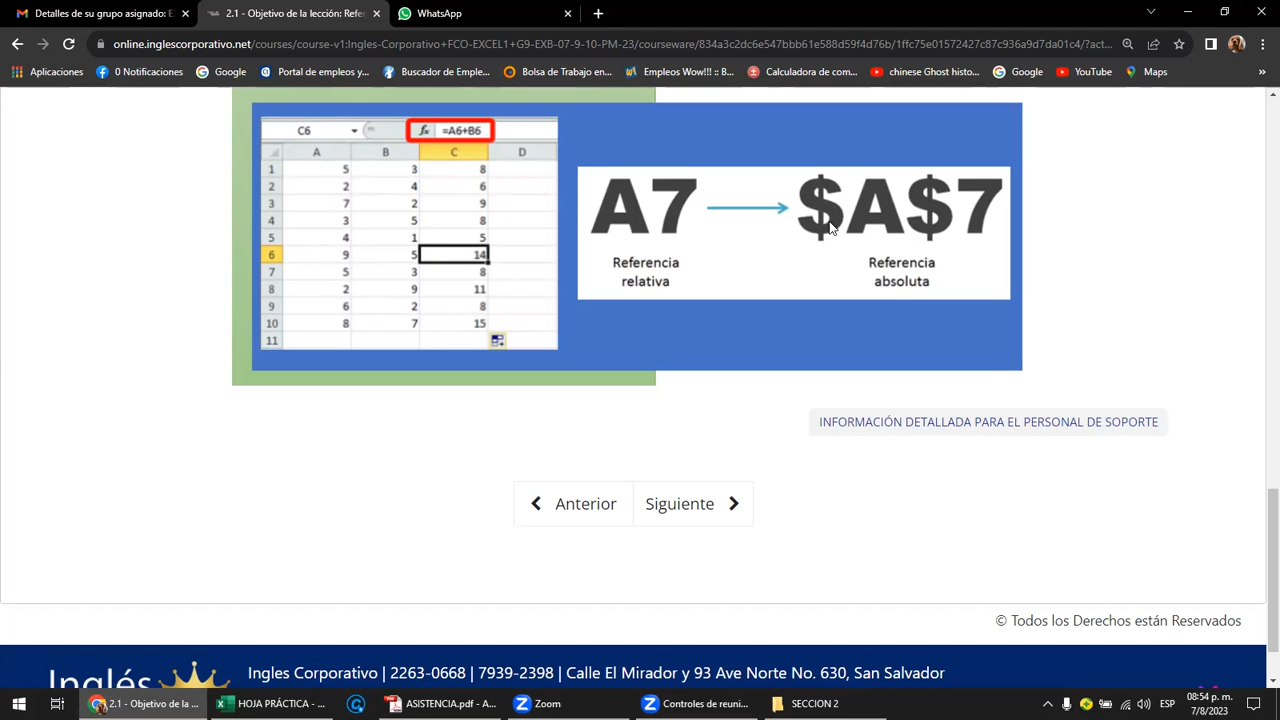 Detalles de su grupo asignado: E
2.1 - Objetivo de la lección: Refer
WhatsApp
online.inglescorporativo.net/courses/course-v1:Ingles-Corporativo+FCO-EXCEL1+G9-EXB-07-9-10-PM-23/courseware/834a3c2dc6e547bbb61e588d59f4d76b/1ffc75e01572427c87c936a9d7da01c4/?act...
Aplicaciones
0 Notificaciones
Google
Portal de empleos y...
Buscador de Emple...
Bolsa de Trabajo en...
Empleos Wow!!! :: B...
Calculadora de com...
chinese Ghost histo...
Google
YouTube
Maps
C6 fx =A6+B6
A B C D
1 5 3 8
2 2 4 6
3 7 2 9
4 3 5 8
5 4 1 5
6 9 5 14
7 5 3 8
8 2 9 11
9 6 2 8
10 8 7 15
11
A7 → $A$7
Referencia relativa
Referencia absoluta
INFORMACIÓN DETALLADA PARA EL PERSONAL DE SOPORTE
Anterior
Siguiente
© Todos los Derechos están Reservados
Inglés
Ingles Corporativo | 2263-0668 | 7939-2398 | Calle El Mirador y 93 Ave Norte No. 630, San Salvador
2.1 - Objetivo de la ...
HOJA PRÁCTICA - ...
ASISTENCIA.pdf - A...
Zoom
Controles de reuni...
SECCION 2
ESP
08:54 p. m.
7/8/2023